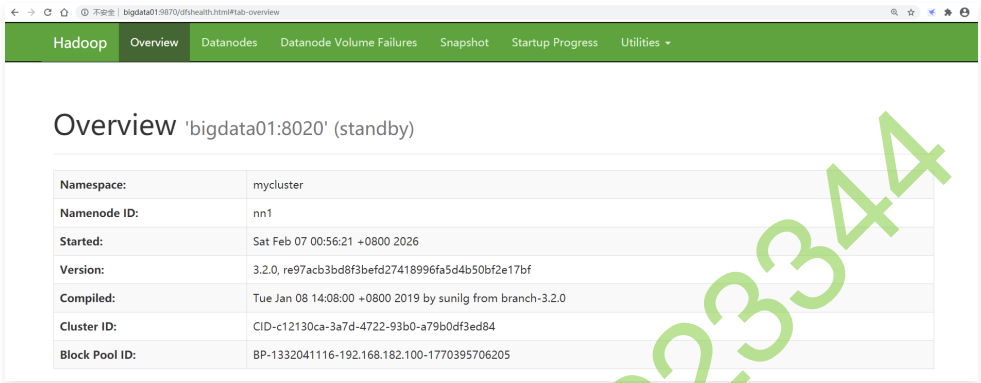 不安全 | bigdata01:9870/dfshealth.html#tab-overview
Hadoop Overview Datanodes Datanode Volume Failures Snapshot Startup Progress Utilities
Overview 'bigdata01:8020' (standby)
Namespace: mycluster
Namenode ID: nn1
Started: Sat Feb 07 00:56:21 +0800 2026
Version: 3.2.0, re97acb3bd8f3befd27418996fa5d4b50bf2e17bf
Compiled: Tue Jan 08 14:08:00 +0800 2019 by sunilg from branch-3.2.0
Cluster ID: CID-c12130ca-3a7d-4722-93b0-a79b0df3ed84
Block Pool ID: BP-1332041116-192.168.182.100-1770395706205
23344